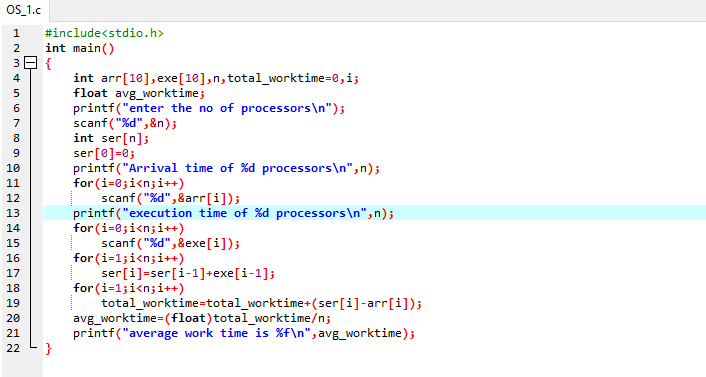 OS_1.c
1 #include<stdio.h>
2 int main()
3 {
4 int arr[10],exe[10],n,total_worktime=0,i;
5 float avg_worktime;
6 printf("enter the no of processors\n");
7 scanf("%d",&n);
8 int ser[n];
9 ser[0]=0;
10 printf("Arrival time of %d processors\n",n);
11 for(i=0;i<n;i++)
12 scanf("%d",&arr[i]);
13 printf("execution time of %d processors\n",n);
14 for(i=0;i<n;i++)
15 scanf("%d",&exe[i]);
16 for(i=1;i<n;i++)
17 ser[i]=ser[i-1]+exe[i-1];
18 for(i=1;i<n;i++)
19 total_worktime=total_worktime+(ser[i]-arr[i]);
20 avg_worktime=(float)total_worktime/n;
21 printf("average work time is %f\n",avg_worktime);
22 }